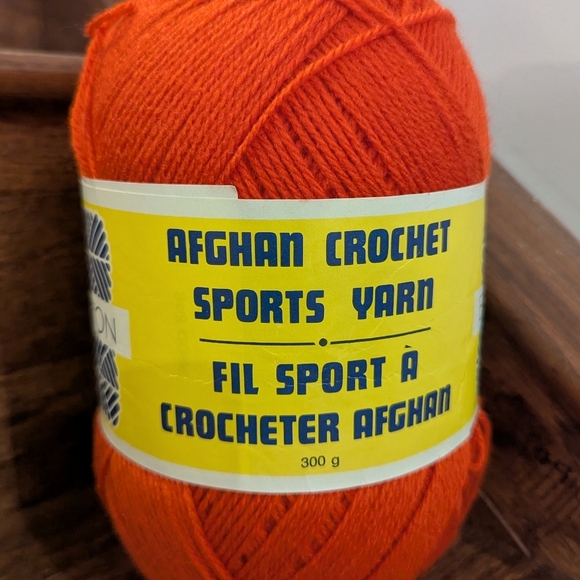 AFGHAN CROCHET
SPORTS YARN
FIL SPORT À
CROCHETER AFGHAN
300 g